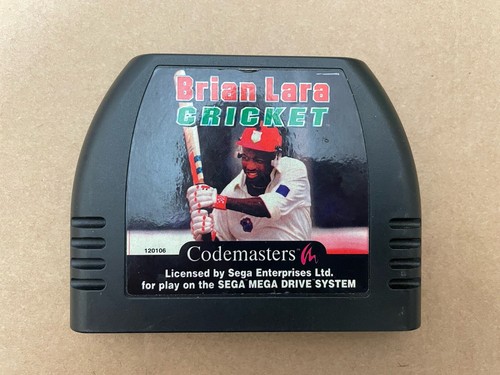 Brian Lara
CRICKET
120106
Codemasters
Licensed by Sega Enterprises Ltd.
for play on the SEGA MEGA DRIVE SYSTEM